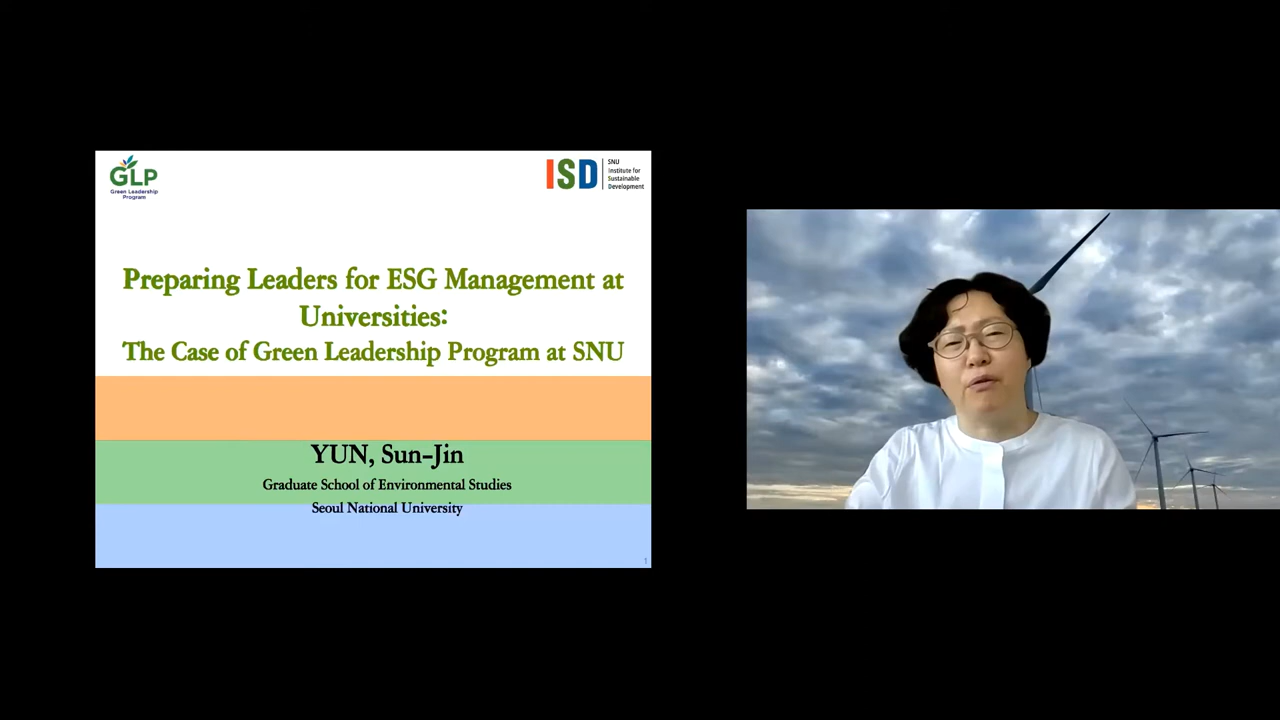 GLP
Green Leadership
Program
ISD
SNU
Institute for
Sustainable
Development
Preparing Leaders for ESG Management at
Universities:
The Case of Green Leadership Program at SNU
YUN, Sun-Jin
Graduate School of Environmental Studies
Seoul National University
1